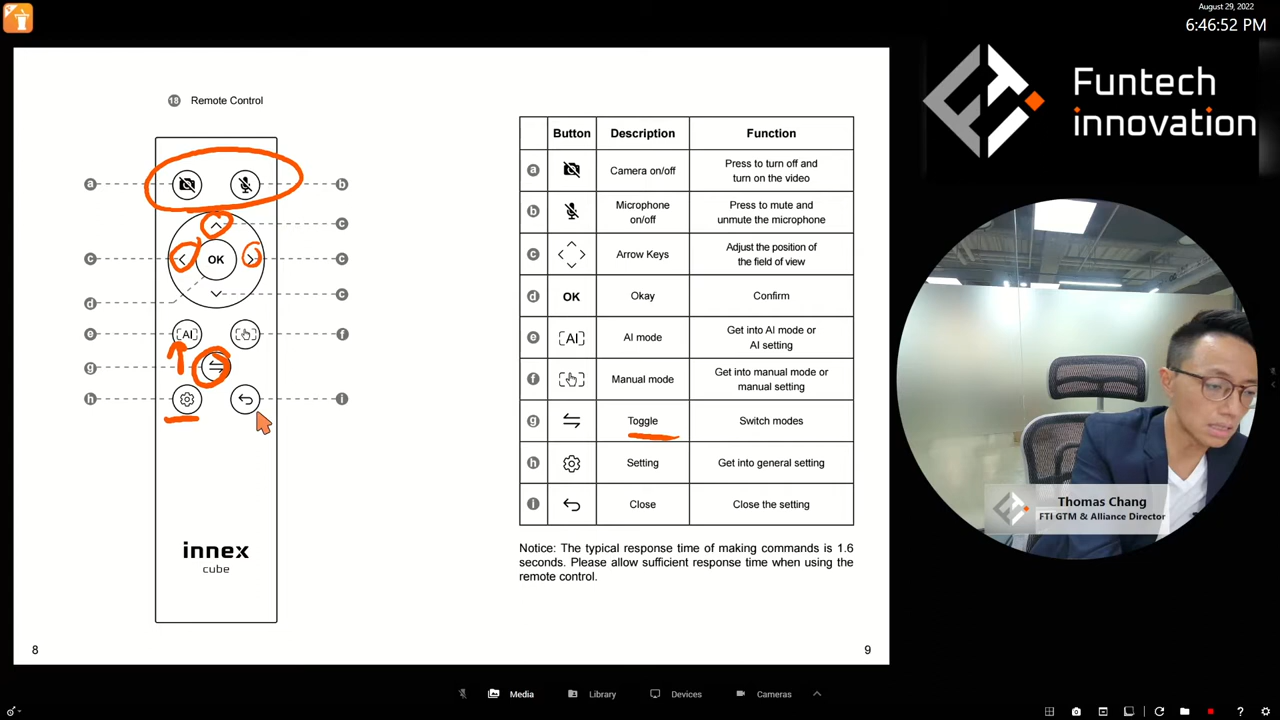 August 29, 2022
6:46:52 PM
Funtech
innovation
18 Remote Control
a
b
c
c
OK
c
d
c
e
AI
f
g
h
i
innex
cube
8
Button Description Function
a Camera on/off Press to turn off and
turn on the video
b Microphone
on/off Press to mute and
unmute the microphone
c Arrow Keys Adjust the position of
the field of view
d OK Okay Confirm
e [AI] AI mode Get into AI mode or
AI setting
f Manual mode Get into manual mode or
manual setting
g Toggle Switch modes
h Setting Get into general setting
i Close Close the setting
Notice: The typical response time of making commands is 1.6
seconds. Please allow sufficient response time when using the
remote control.
9
Thomas Chang
FTI GTM & Alliance Director
Media Library Devices Cameras